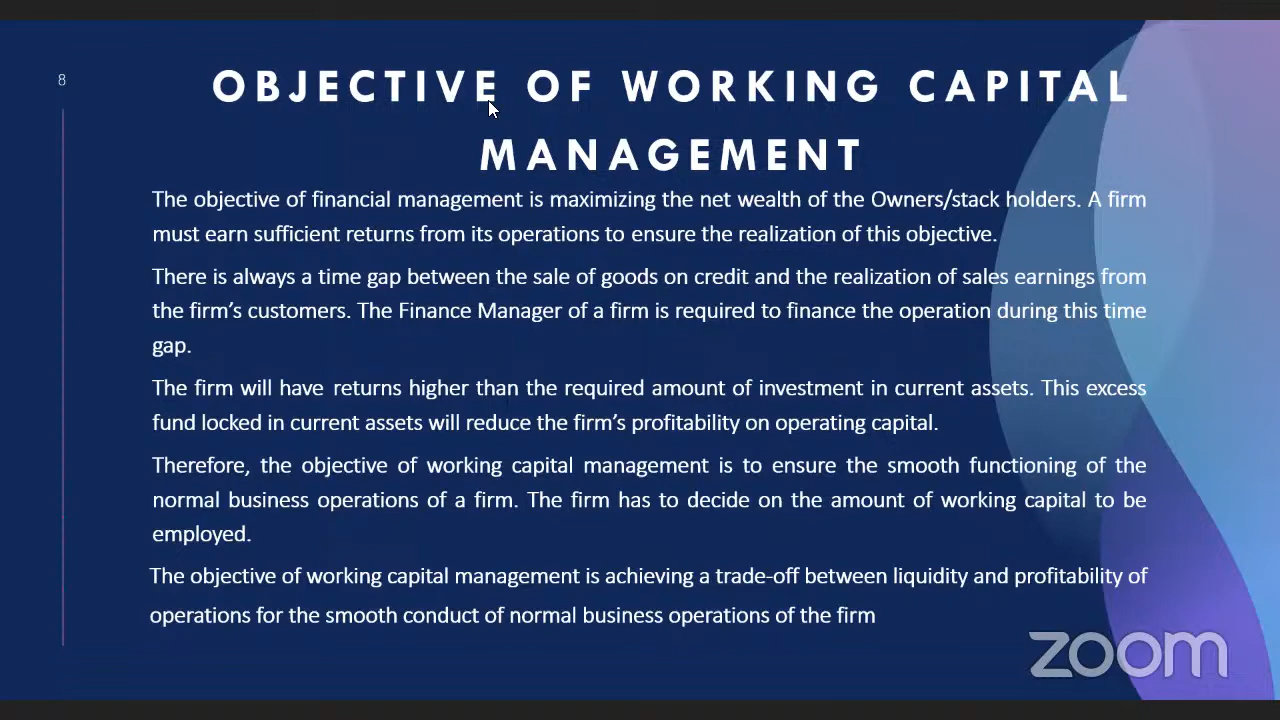 8
OBJECTIVE OF WORKING CAPITAL
MANAGEMENT
The objective of financial management is maximizing the net wealth of the Owners/stack holders. A firm
must earn sufficient returns from its operations to ensure the realization of this objective.
There is always a time gap between the sale of goods on credit and the realization of sales earnings from
the firm’s customers. The Finance Manager of a firm is required to finance the operation during this time
gap.
The firm will have returns higher than the required amount of investment in current assets. This excess
fund locked in current assets will reduce the firm’s profitability on operating capital.
Therefore, the objective of working capital management is to ensure the smooth functioning of the
normal business operations of a firm. The firm has to decide on the amount of working capital to be
employed.
The objective of working capital management is achieving a trade-off between liquidity and profitability of
operations for the smooth conduct of normal business operations of the firm
zoom